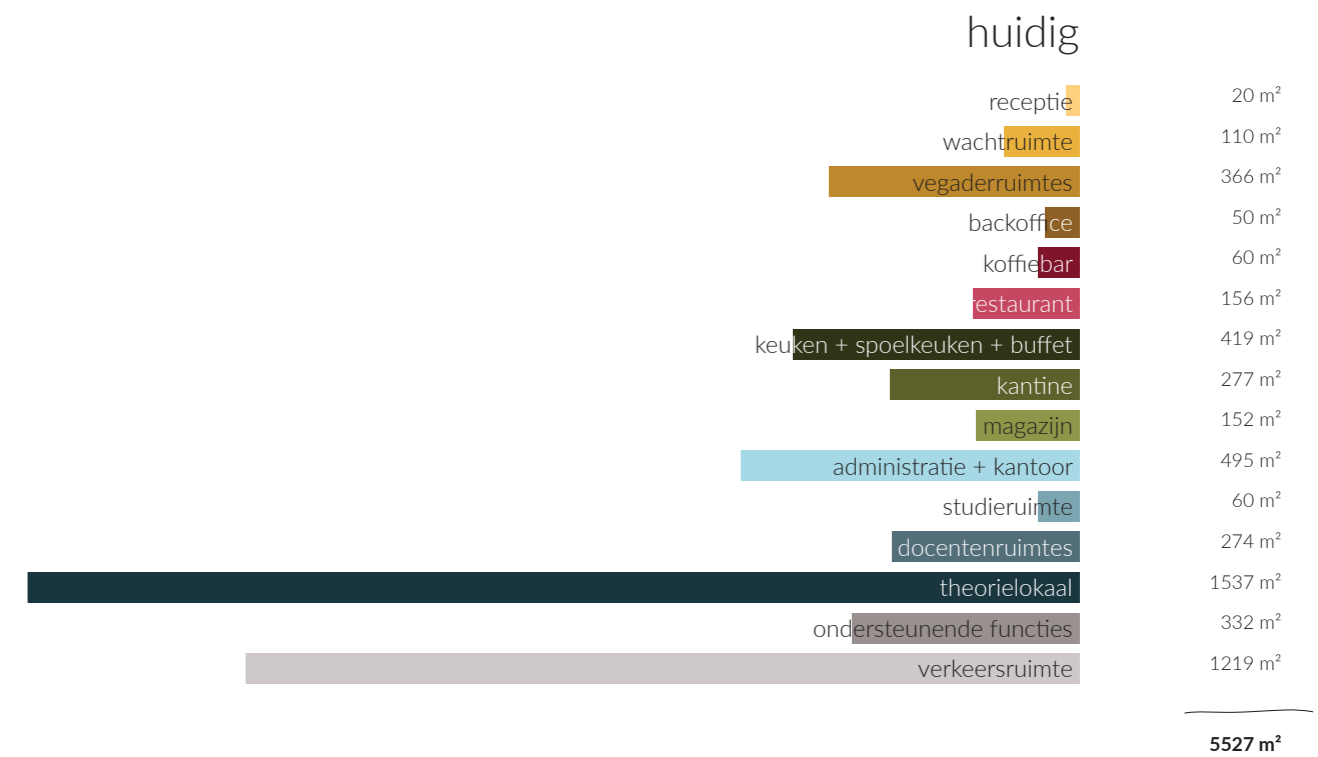 huidig
receptie 20 m²
wachtruimte 110 m²
vegaderruimtes 366 m²
backoffice 50 m²
koffiebar 60 m²
restaurant 156 m²
keuken + spoelkeuken + buffet 419 m²
kantine 277 m²
magazijn 152 m²
administratie + kantoor 495 m²
studieruimte 60 m²
docentenruimtes 274 m²
theorielokaal 1537 m²
ondersteunende functies 332 m²
verkeersruimte 1219 m²
5527 m²